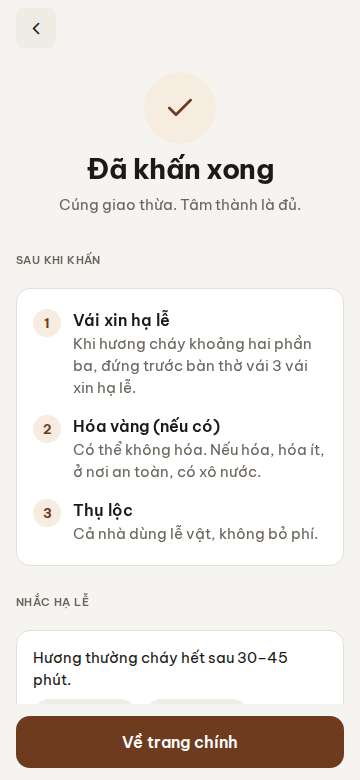 Đã khấn xong
Cúng giao thừa. Tâm thành là đủ.
SAU KHI KHẤN
1
Vái xin hạ lễ
Khi hương cháy khoảng hai phần
ba, đứng trước bàn thờ vái 3 vái
xin hạ lễ.
2
Hóa vàng (nếu có)
Có thể không hóa. Nếu hóa, hóa ít,
ở nơi an toàn, có xô nước.
3
Thụ lộc
Cả nhà dùng lễ vật, không bỏ phí.
NHẮC HẠ LỄ
Hương thường cháy hết sau 30–45
phút.
Về trang chính